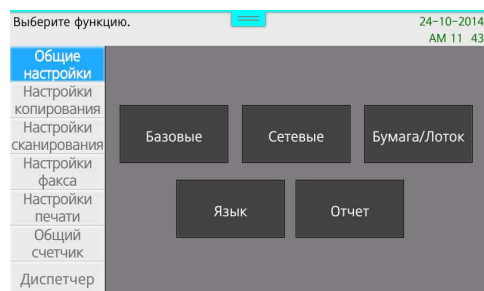 Выберите функцию.
24-10-2014
AM 11 43
Общие
настройки
Настройки
копирования
Настройки
сканирования
Настройки
факса
Настройки
печати
Общий
счетчик
Диспетчер
Базовые
Сетевые
Бумага/Лоток
Язык
Отчет